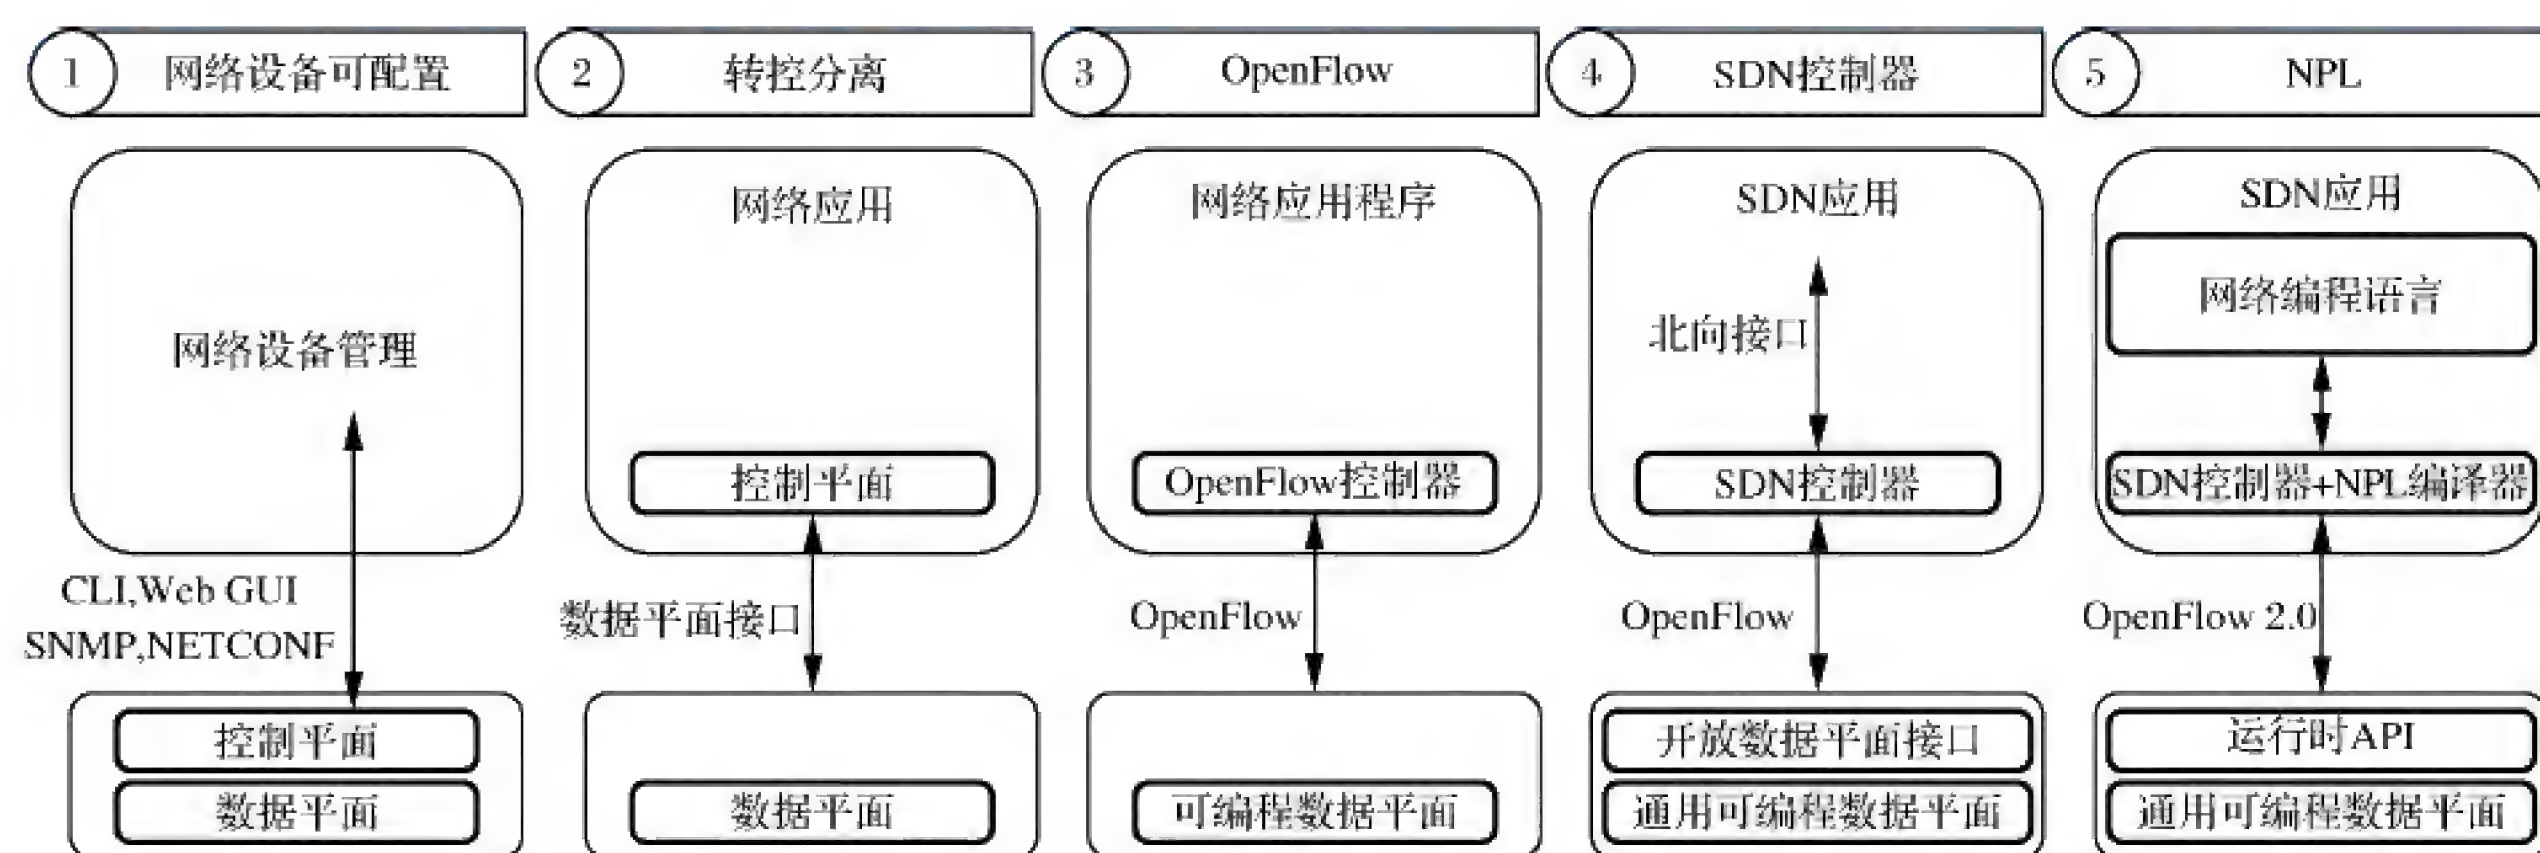 1 网络设备可配置
2 转控分离
3 OpenFlow
4 SDN控制器
5 NPL
网络设备管理
CLI,Web GUI
SNMP,NETCONF
控制平面
数据平面
网络应用
控制平面
数据平面接口
数据平面
网络应用程序
OpenFlow控制器
OpenFlow
可编程数据平面
SDN应用
北向接口
SDN控制器
OpenFlow
开放数据平面接口
通用可编程数据平面
SDN应用
网络编程语言
SDN控制器+NPL编译器
OpenFlow 2.0
运行时API
通用可编程数据平面